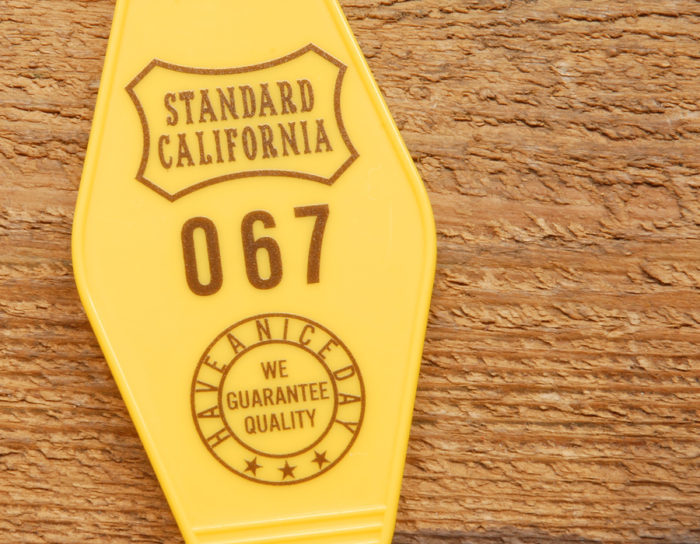 STANDARD
CALIFORNIA
067
HAVE A NICE DAY
WE
GUARANTEE
QUALITY